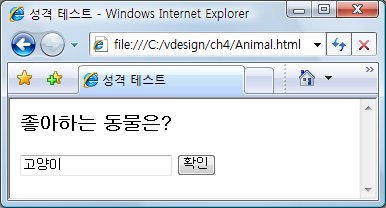 성격 테스트 - Windows Internet Explorer
file:///C:/vdesign/ch4/Animal.html
성격 테스트
좋아하는 동물은?
고양이 확인